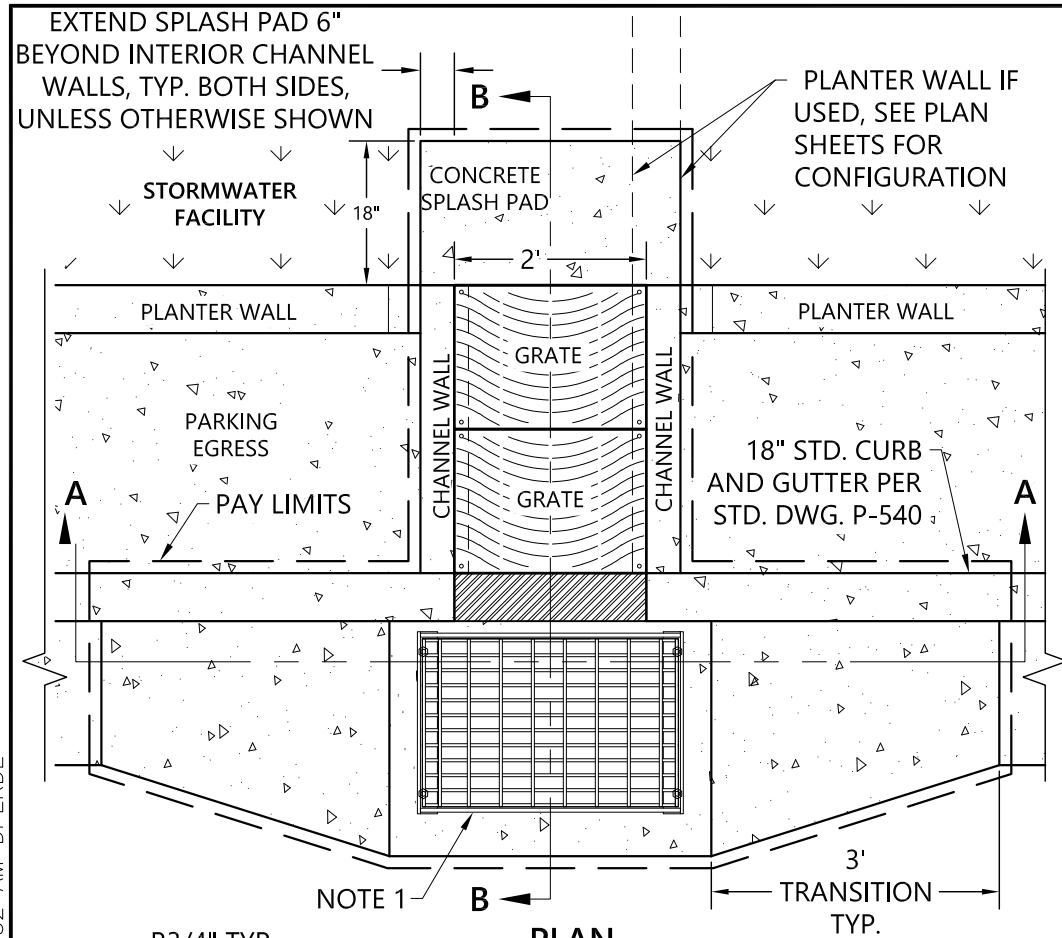 EXTEND SPLASH PAD 6"
BEYOND INTERIOR CHANNEL
WALLS, TYP. BOTH SIDES,
UNLESS OTHERWISE SHOWN
B
PLANTER WALL IF
USED, SEE PLAN
SHEETS FOR
CONFIGURATION
STORMWATER
FACILITY
18"
CONCRETE
SPLASH PAD
2'
PLANTER WALL
PLANTER WALL
CHANNEL WALL
GRATE
CHANNEL WALL
PARKING
EGRESS
GRATE
18" STD. CURB
AND GUTTER PER
STD. DWG. P-540
A
A
PAY LIMITS
NOTE 1
B
3'
TRANSITION
TYP.